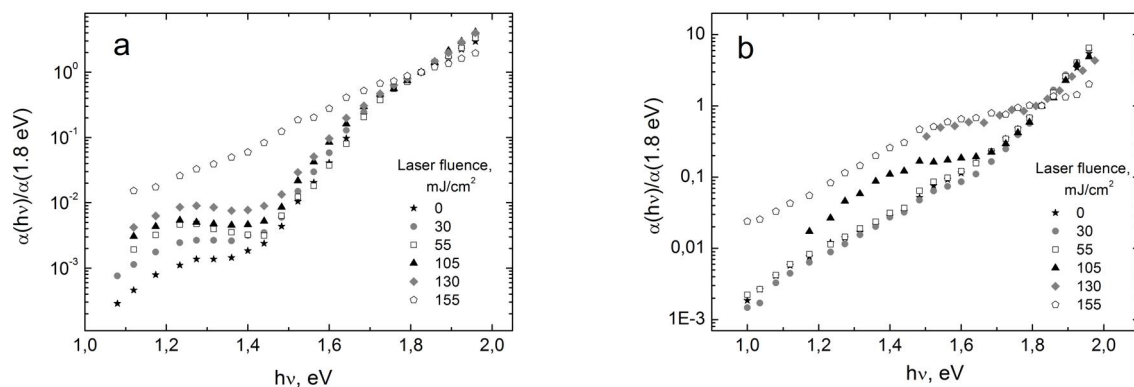 a
10⁰
10⁻¹
10⁻²
10⁻³
α(hν)/α(1.8 eV)
Laser fluence,
mJ/cm²
0
30
55
105
130
155
1,0 1,2 1,4 1,6 1,8 2,0
hν, eV
b
10
1
0,1
0,01
1E-3
α(hν)/α(1.8 eV)
Laser fluence,
mJ/cm²
0
30
55
105
130
155
1,0 1,2 1,4 1,6 1,8 2,0
hν, eV